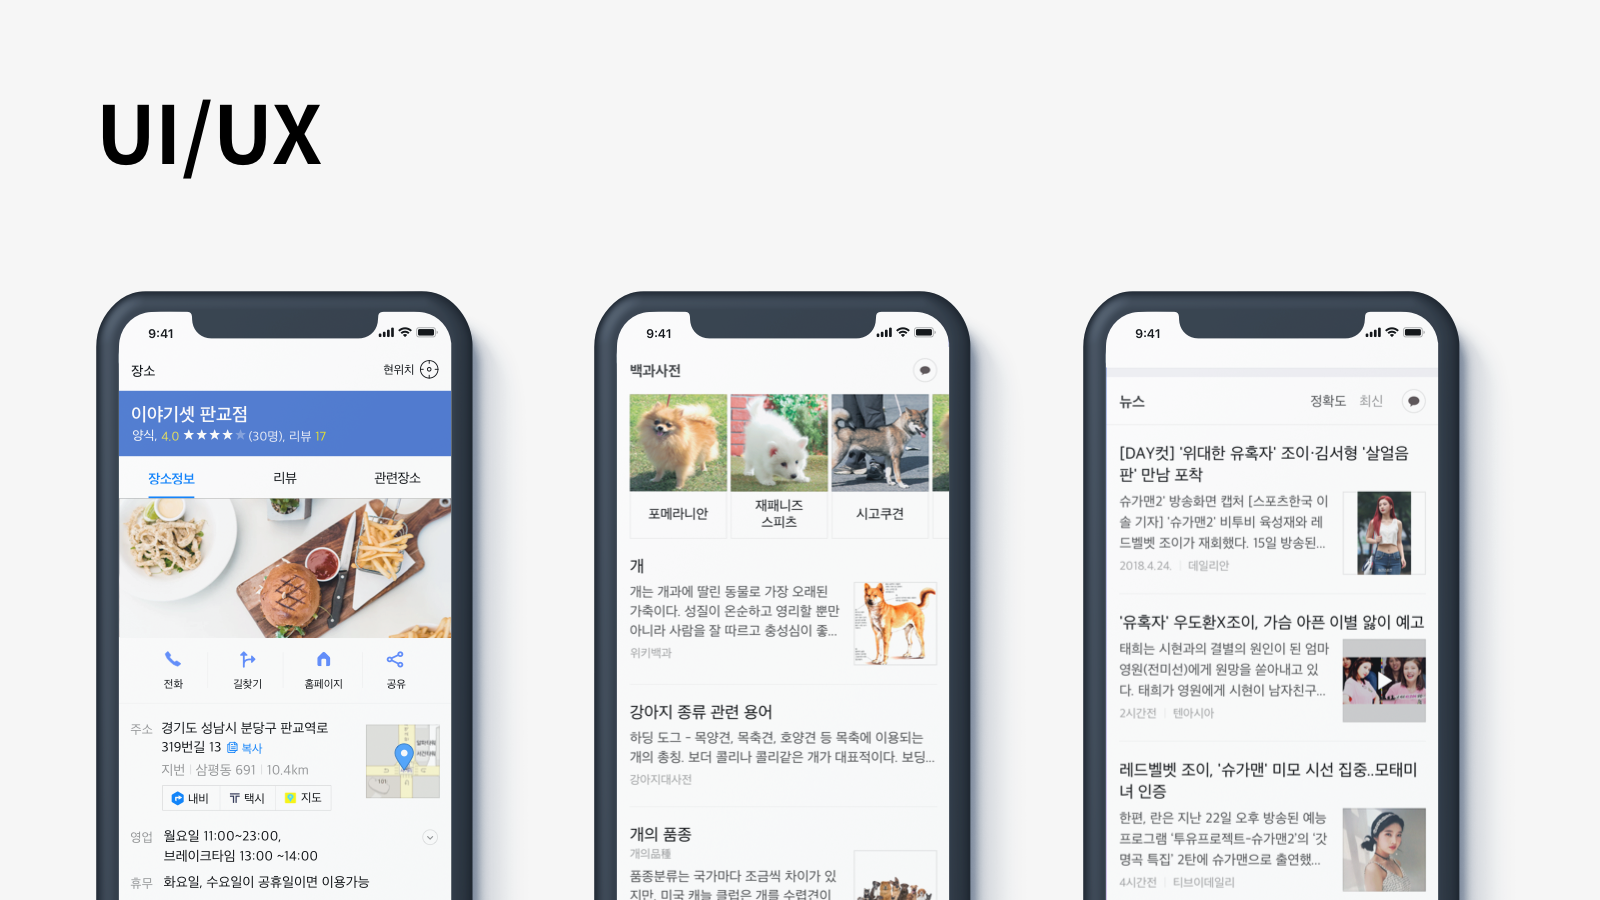 UI/UX
9:41
장소
현위치
이야기셋 판교점
양식, 4.0 ★★★★★ (30명), 리뷰 17
장소정보
리뷰
관련장소
전화
길찾기
홈페이지
공유
주소
경기도 성남시 분당구 판교역로
319번길 13 복사
지번 | 삼평동 691 | 10.4km
내비
택시
지도
영업
월요일 11:00~23:00,
브레이크타임 13:00 ~14:00
휴무
화요일, 수요일이 공휴일이면 이용가능
9:41
백과사전
포메라니안
재패니즈
스피츠
시고쿠견
개
개는 개과에 딸린 동물로 가장 오래된
가축이다. 성질이 온순하고 영리할 뿐만
아니라 사람을 잘 따르고 충성심이 좋...
위키백과
강아지 종류 관련 용어
하딩 도그 - 목양견, 목축견, 호양견 등 목축에 이용되는
개의 총칭. 보더 콜리나 콜리같은 개가 대표적이다. 보딩...
강아지대사전
개의 품종
개의品種
품종분류는 국가마다 조금씩 차이가 있
지만, 미국 캐늘 클럽은 개를 수렵견이
9:41
뉴스
정확도
최신
[DAY컷] '위대한 유혹자' 조이·김서형 '살얼음
판' 만남 포착
슈가맨2' 방송화면 캡처 [스포츠한국 이
솔 기자] '슈가맨2' 비투비 육성재와 레
드벨벳 조이가 재회했다. 15일 방송된...
2018.4.24. | 데일리안
'유혹자' 우도환X조이, 가슴 아픈 이별 앓이 예고
태희는 시현과의 결별의 원인이 된 엄마
영원(전미선)에게 원망을 쏟아내고 있
다. 태희가 영원에게 시현이 남자친구...
2시간전 | 텐아시아
레드벨벳 조이, '슈가맨' 미모 시선 집중..모태미
녀 인증
한편, 란은 지난 22일 오후 방송된 예능
프로그램 '투유프로젝트-슈가맨2'의 '갓
명곡 특집' 2탄에 슈가맨으로 출연했...
4시간전 | 티브이데일리